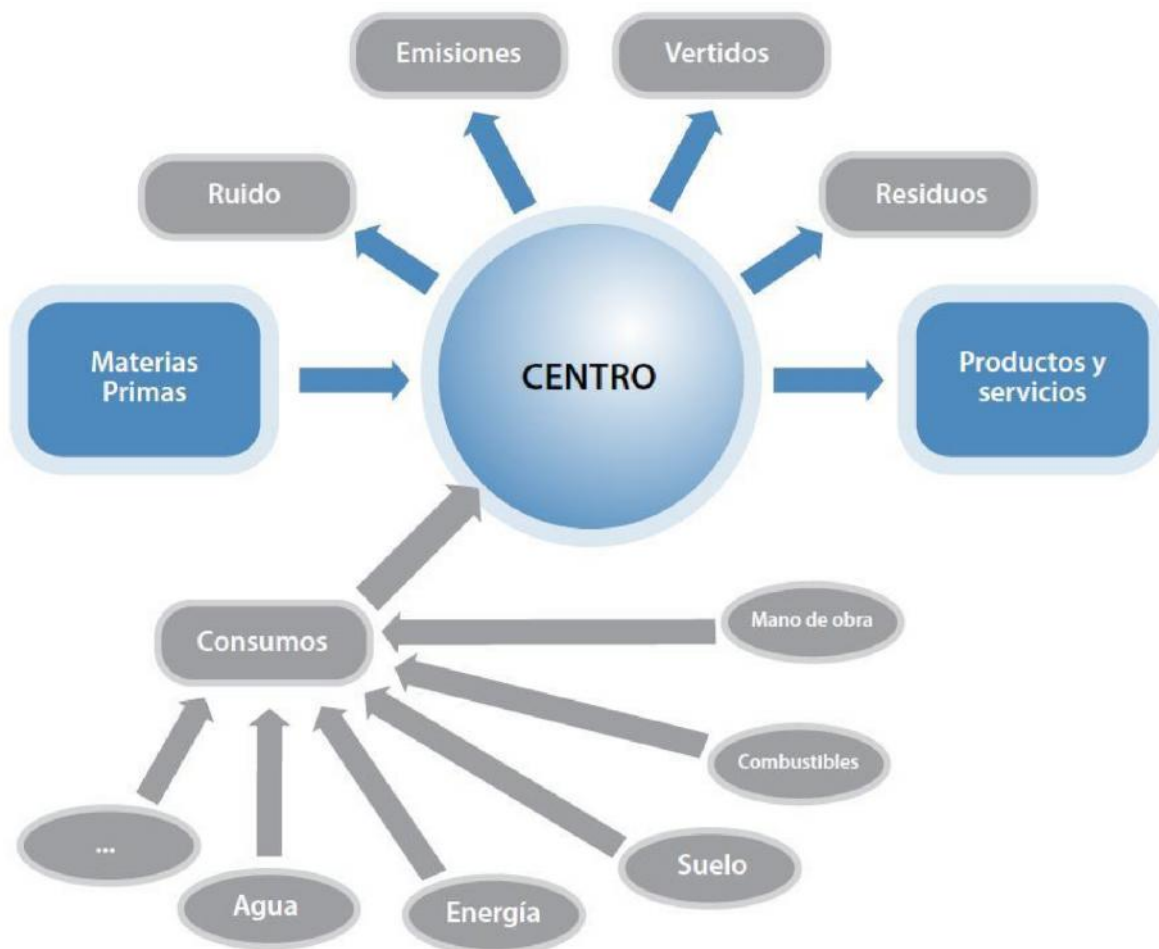 Emisiones
Vertidos
Ruido
Residuos
Materias
Primas
CENTRO
Productos y
servicios
Consumos
Mano de obra
Combustibles
Suelo
Energía
Agua
...